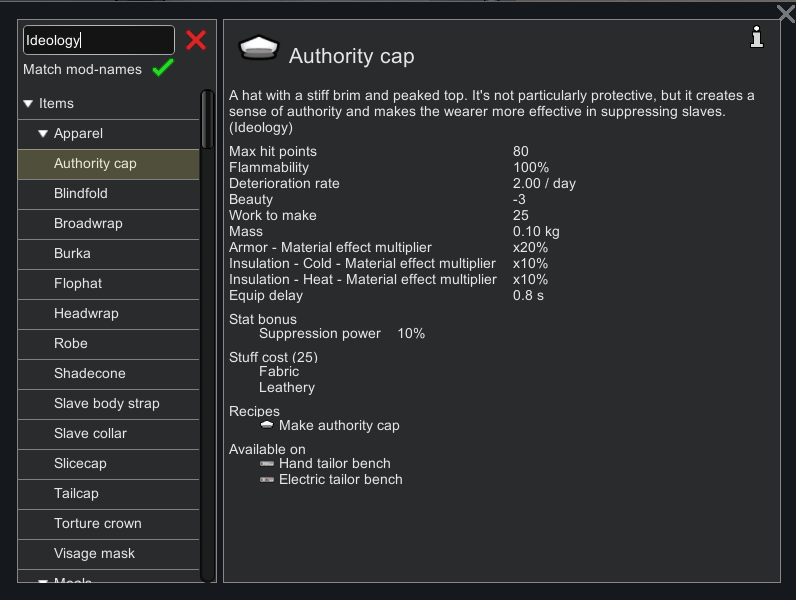 Ideology
Match mod-names
Items
Apparel
Authority cap
Blindfold
Broadwrap
Burka
Flophat
Headwrap
Robe
Shadecone
Slave body strap
Slave collar
Slicecap
Tailcap
Torture crown
Visage mask
Authority cap
A hat with a stiff brim and peaked top. It's not particularly protective, but it creates a
sense of authority and makes the wearer more effective in suppressing slaves.
(Ideology)
Max hit points 80
Flammability 100%
Deterioration rate 2.00 / day
Beauty -3
Work to make 25
Mass 0.10 kg
Armor - Material effect multiplier x20%
Insulation - Cold - Material effect multiplier x10%
Insulation - Heat - Material effect multiplier x10%
Equip delay 0.8 s
Stat bonus
Suppression power 10%
Stuff cost (25)
Fabric
Leathery
Recipes
Make authority cap
Available on
Hand tailor bench
Electric tailor bench